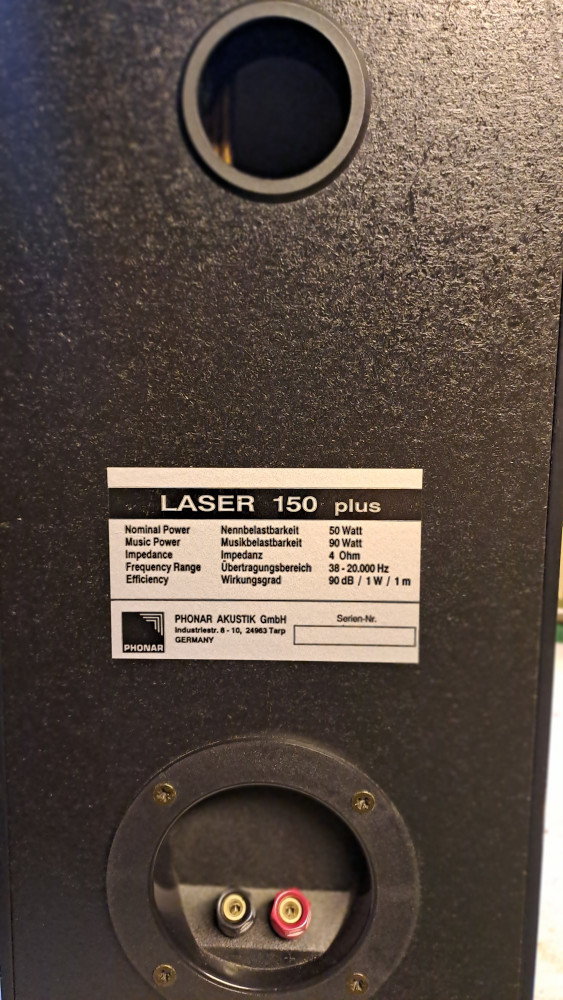 LASER 150 plus
Nominal Power Nennbelastbarkeit 50 Watt
Music Power Musikbelastbarkeit 90 Watt
Impedance Impedanz 4 Ohm
Frequency Range Übertragungsbereich 38 - 20.000 Hz
Efficiency Wirkungsgrad 90 dB / 1 W / 1 m
PHONAR
PHONAR AKUSTIK GmbH
Industriestr. 8 - 10, 24963 Tarp
GERMANY
Serien-Nr.